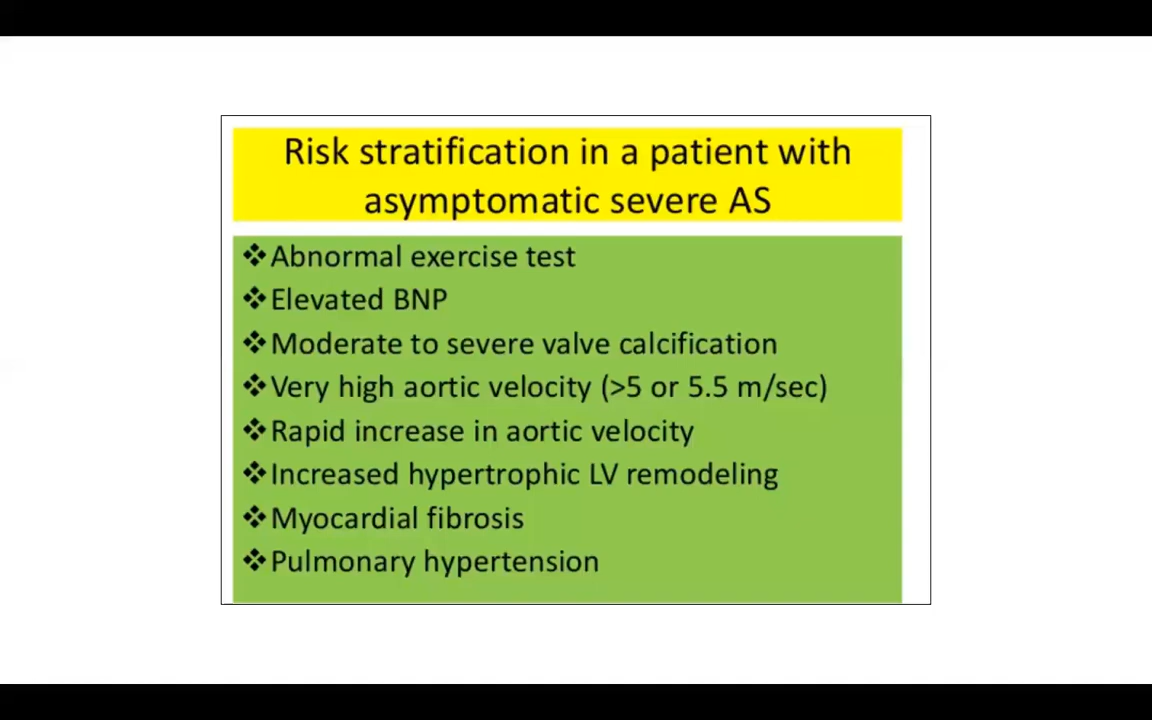 Risk stratification in a patient with
asymptomatic severe AS
❖Abnormal exercise test
❖Elevated BNP
❖Moderate to severe valve calcification
❖Very high aortic velocity (>5 or 5.5 m/sec)
❖Rapid increase in aortic velocity
❖Increased hypertrophic LV remodeling
❖Myocardial fibrosis
❖Pulmonary hypertension